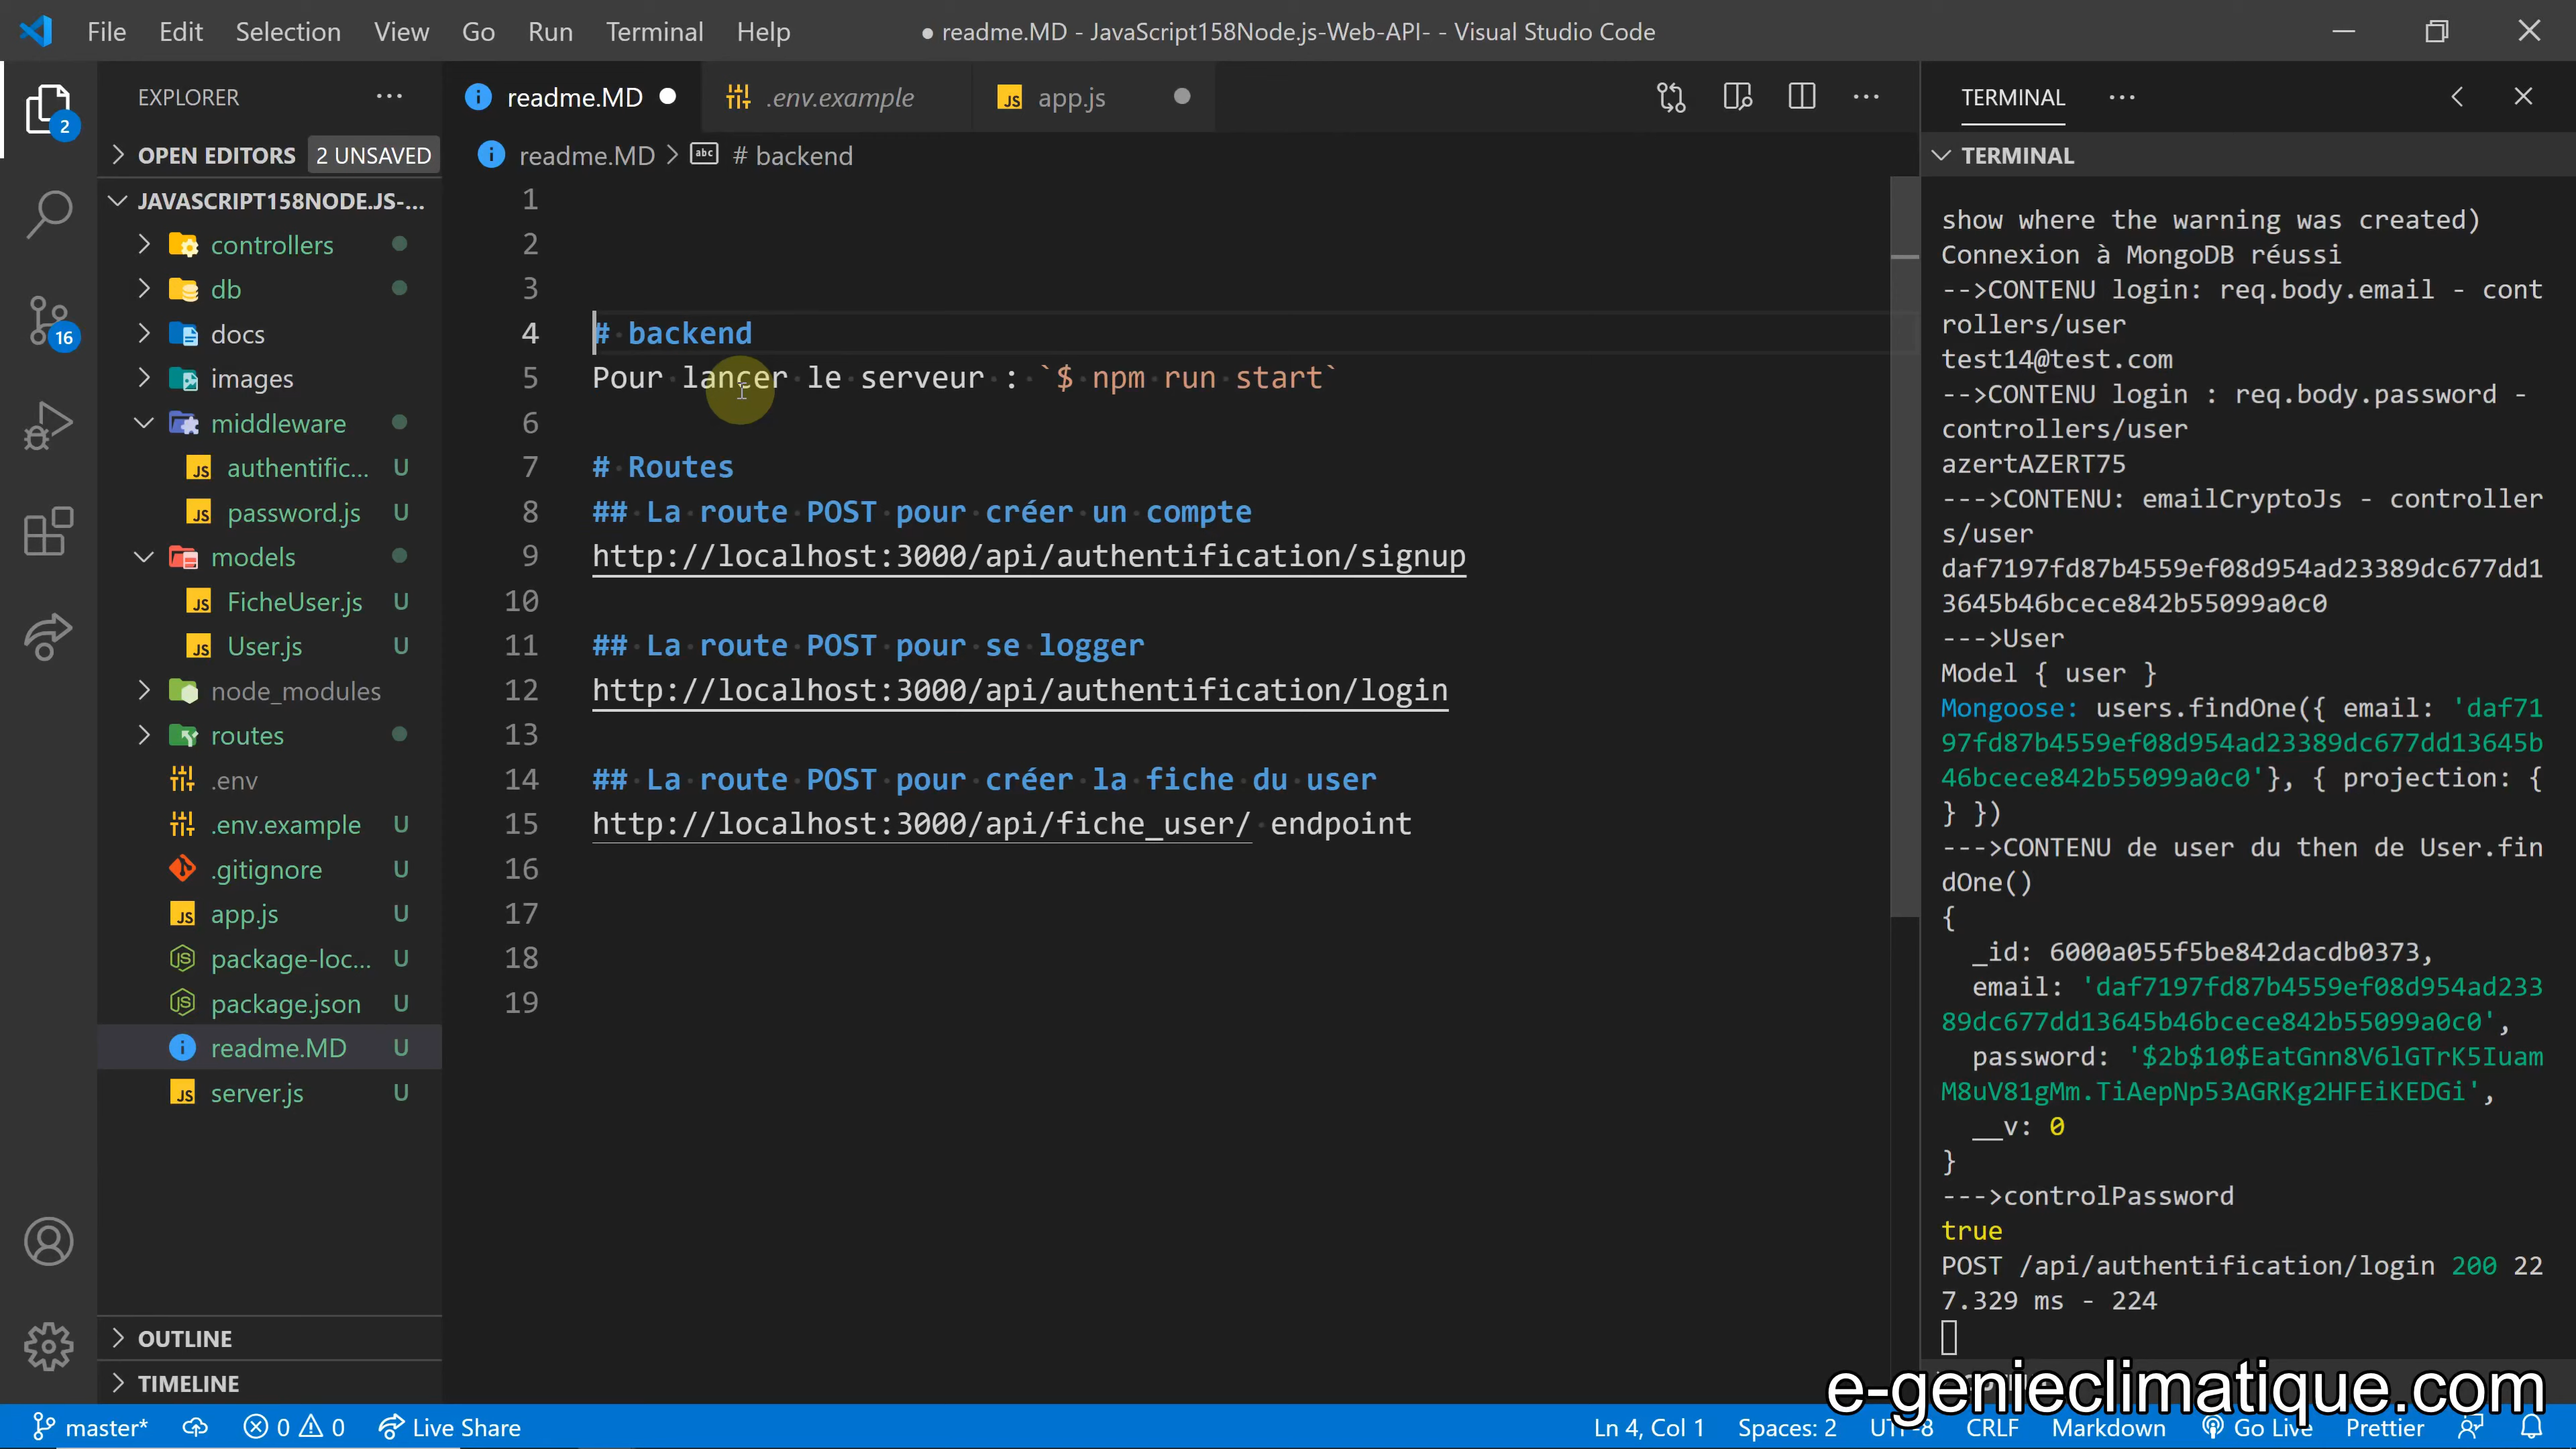 File Edit Selection View Go Run Terminal Help ● readme.MD - JavaScript158Node.js-Web-API- - Visual Studio Code
EXPLORER ···
OPEN EDITORS 2 UNSAVED
JAVASCRIPT158NODE.JS-...
controllers
db
docs
images
middleware
JS authentific... U
JS password.js U
models
JS FicheUser.js U
JS User.js U
node_modules
routes
.env
.env.example U
.gitignore U
JS app.js U
package-loc... U
package.json U
readme.MD U
JS server.js U
OUTLINE
TIMELINE
2
16
readme.MD ● .env.example JS app.js ●
readme.MD > abc # backend
1
2
3
4 # backend
5 Pour lancer le serveur : `$ npm run start`
6
7 # Routes
8 ## La route POST pour créer un compte
9 http://localhost:3000/api/authentification/signup
10
11 ## La route POST pour se logger
12 http://localhost:3000/api/authentification/login
13
14 ## La route POST pour créer la fiche du user
15 http://localhost:3000/api/fiche_user/ endpoint
16
17
18
19
TERMINAL ···
TERMINAL
show where the warning was created)
Connexion à MongoDB réussi
-->CONTENU login: req.body.email - cont
rollers/user
test14@test.com
-->CONTENU login : req.body.password -
controllers/user
azertAZERT75
--->CONTENU: emailCryptoJs - controller
s/user
daf7197fd87b4559ef08d954ad23389dc677dd1
3645b46bcece842b55099a0c0
--->User
Model { user }
Mongoose: users.findOne({ email: 'daf71
97fd87b4559ef08d954ad23389dc677dd13645b
46bcece842b55099a0c0'}, { projection: {
} })
--->CONTENU de user du then de User.fin
dOne()
{
_id: 6000a055f5be842dacdb0373,
email: 'daf7197fd87b4559ef08d954ad233
89dc677dd13645b46bcece842b55099a0c0',
password: '$2b$10$EatGnn8V6lGTrK5Iuam
M8uV81gMm.TiAepNp53AGRKg2HFEiKEDGi',
__v: 0
}
--->controlPassword
true
POST /api/authentification/login 200 22
7.329 ms - 224
e-genieclimatique.com
master* 0 0 Live Share Ln 4, Col 1 Spaces: 2 UTF-8 CRLF Markdown Go Live Prettier